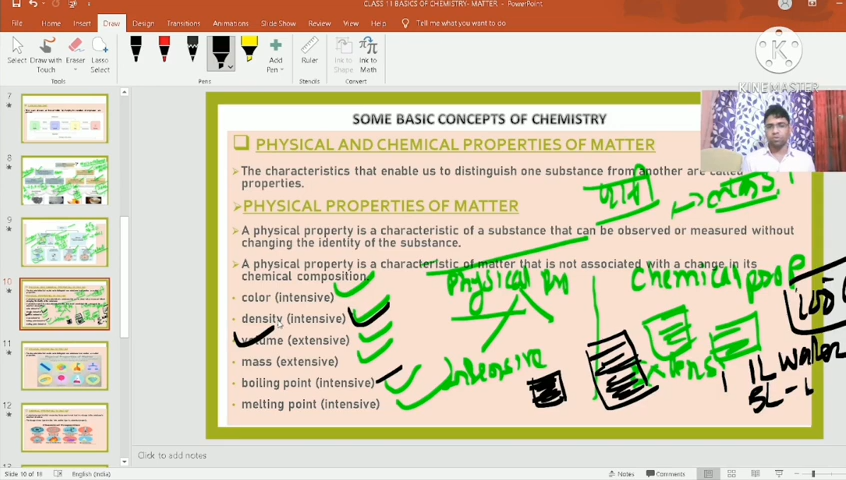 CLASS 11 BASICS OF CHEMISTRY- MATTER - PowerPoint
File Home Insert Draw Design Transitions Animations Slide Show Review View Help Tell me what you want to do
Select
Draw with Touch
Eraser
Lasso Select
Add Pen
Ruler
Ink to Shape
Ink to Math
Tools
Pens
Stencils
Convert
KINEMASTER
7
8
9
10
11
12
SOME BASIC CONCEPTS OF CHEMISTRY
PHYSICAL AND CHEMICAL PROPERTIES OF MATTER
The characteristics that enable us to distinguish one substance from another are called
properties.
PHYSICAL PROPERTIES OF MATTER
A physical property is a characteristic of a substance that can be observed or measured without
changing the identity of the substance.
A physical property is a characteristic of matter that is not associated with a change in its
chemical composition.
color (intensive)
density (intensive)
volume (extensive)
mass (extensive)
boiling point (intensive)
melting point (intensive)
Chemical prop
Intensive
1L water
5L -
Click to add notes
Slide 10 of 18 English (India) Notes Comments